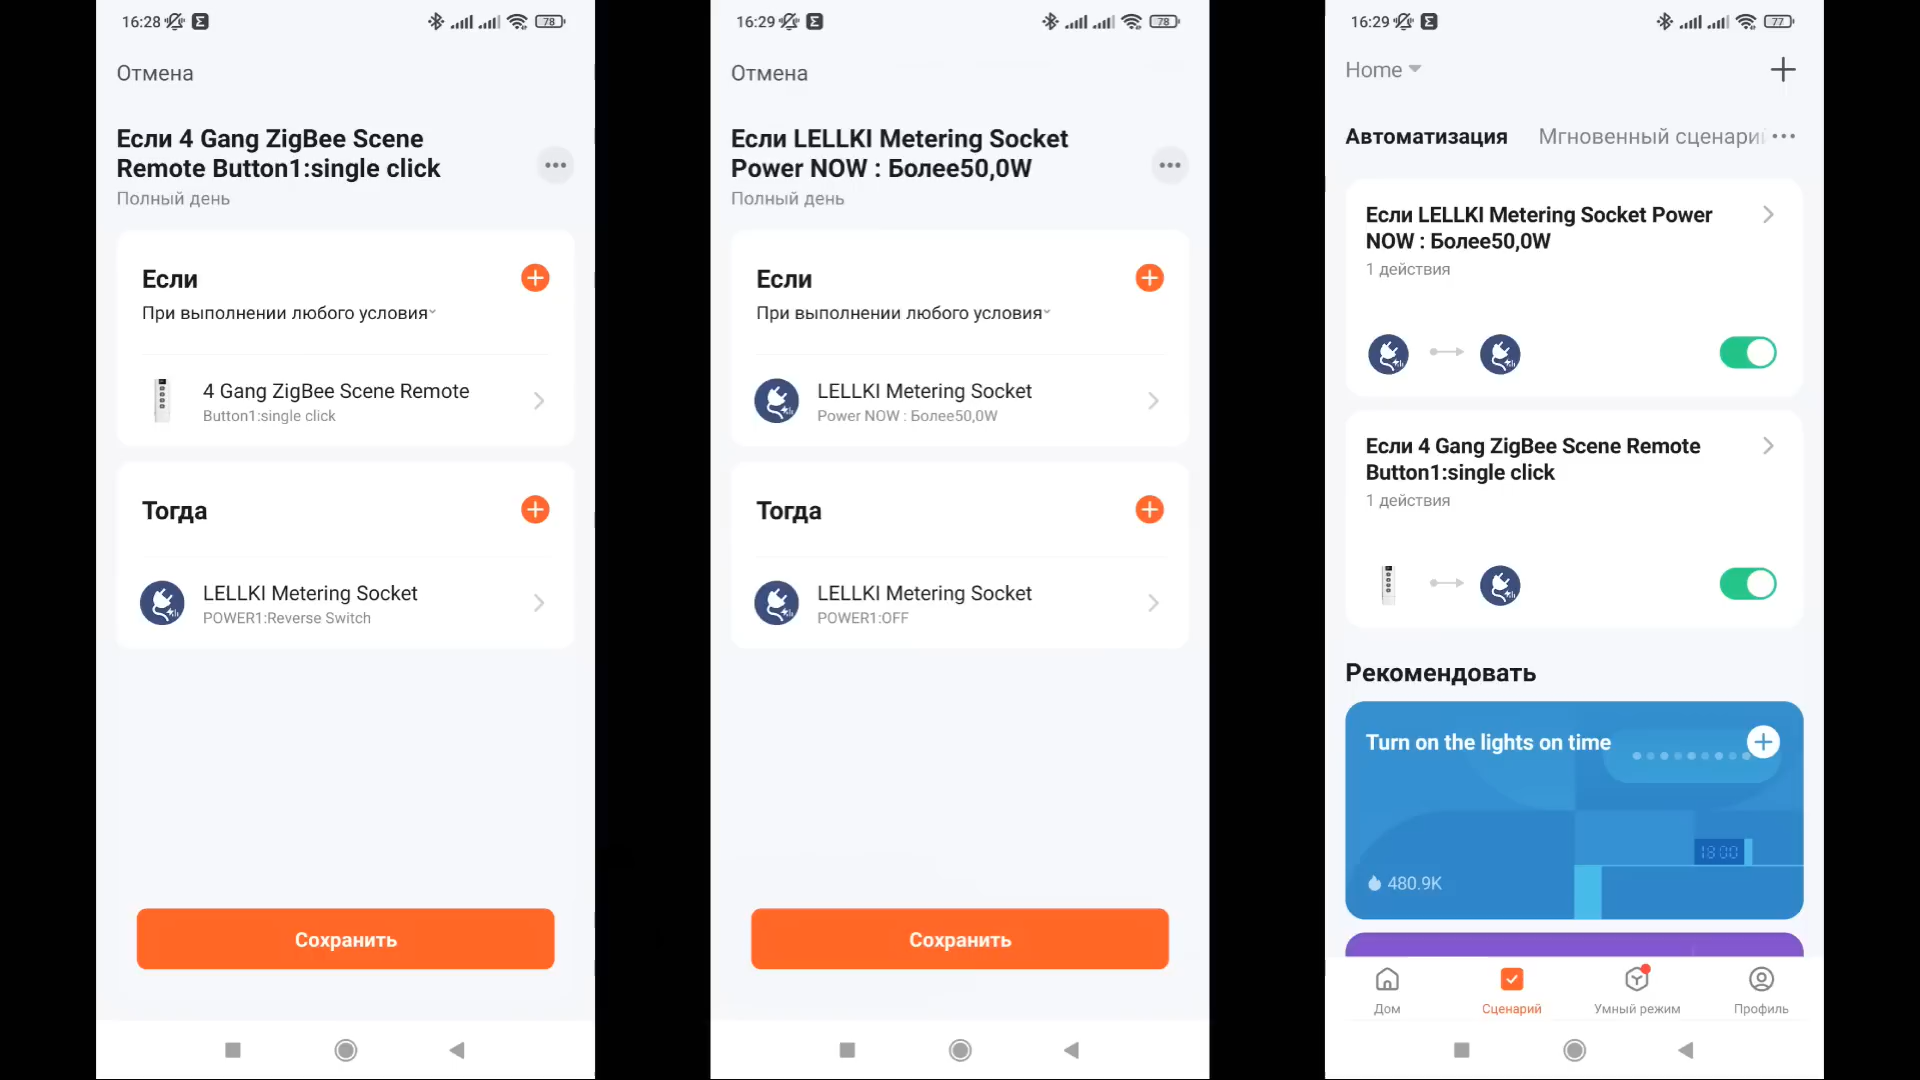 16:28
78
Отмена
Если 4 Gang ZigBee Scene
Remote Button1:single click
Полный день
Если
При выполнении любого условия
4 Gang ZigBee Scene Remote
Button1:single click
Тогда
LELLKI Metering Socket
POWER1:Reverse Switch
Сохранить
16:29
78
Отмена
Если LELLKI Metering Socket
Power NOW : Более50,0W
Полный день
Если
При выполнении любого условия
LELLKI Metering Socket
Power NOW : Более50,0W
Тогда
LELLKI Metering Socket
POWER1:OFF
Сохранить
16:29
77
Home
Автоматизация Мгновенный сценари
Если LELLKI Metering Socket Power
NOW : Более50,0W
1 действия
Если 4 Gang ZigBee Scene Remote
Button1:single click
1 действия
Рекомендовать
Turn on the lights on time
18:00
480.9K
Дом Сценарий Умный режим Профиль